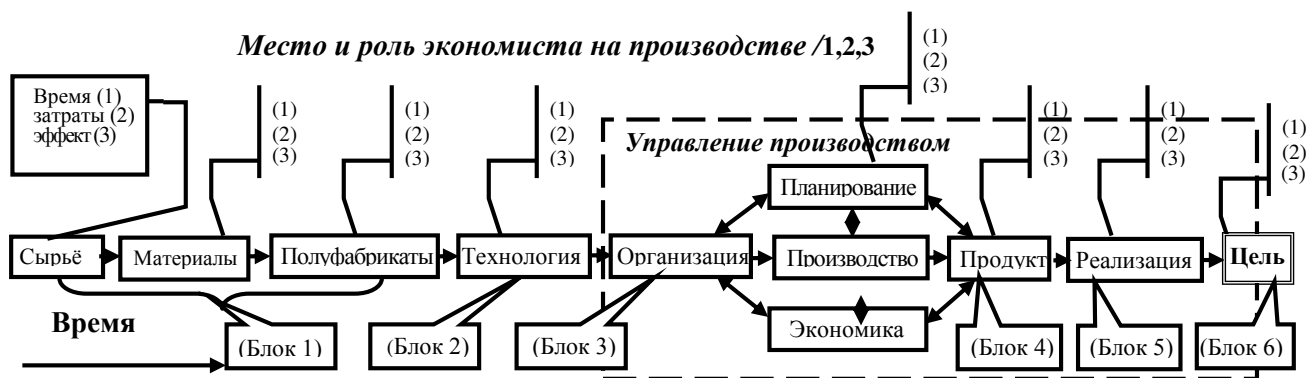 Место и роль экономиста на производстве /1,2,3
(1)
(2)
(3)
Время (1)
затраты (2)
эффект (3)
(1)
(2)
(3)
(1)
(2)
(3)
(1)
(2)
(3)
(1)
(2)
(3)
(1)
(2)
(3)
(1)
(2)
(3)
Управление производством
Планирование
Сырьё
Материалы
Полуфабрикаты
Технология
Организация
Производство
Продукт
Реализация
Цель
Экономика
Время
(Блок 1)
(Блок 2)
(Блок 3)
(Блок 4)
(Блок 5)
(Блок 6)